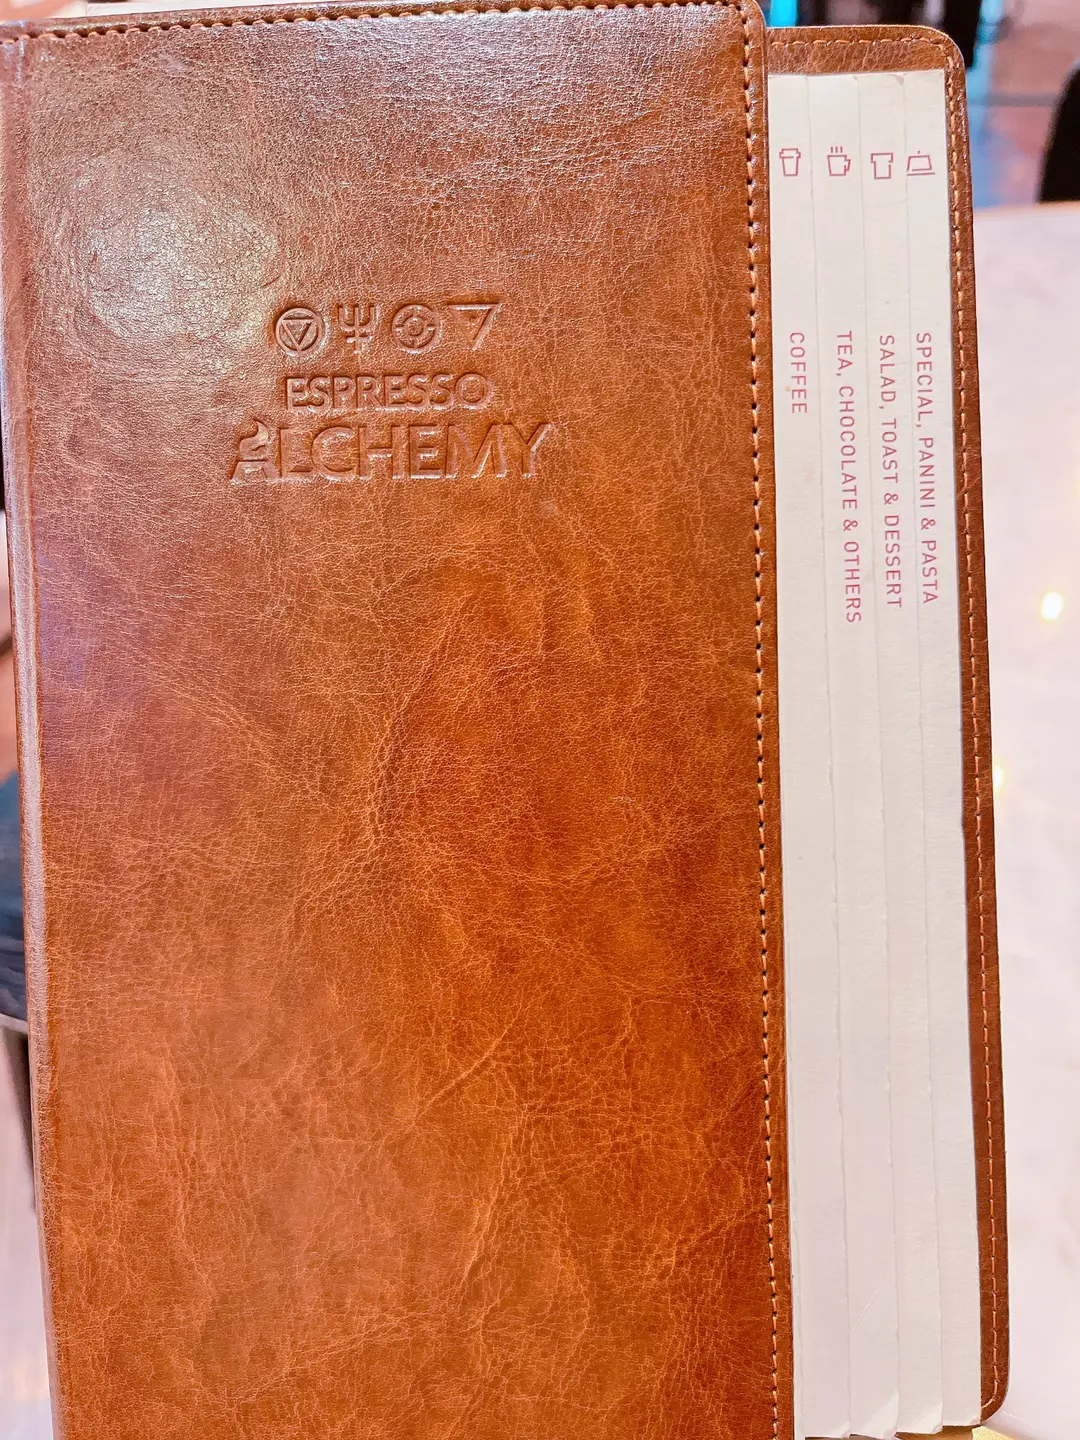 ESPRESSO
ALCHEMY
COFFEE
TEA, CHOCOLATE & OTHERS
SALAD, TOAST & DESSERT
SPECIAL, PANINI & PASTA